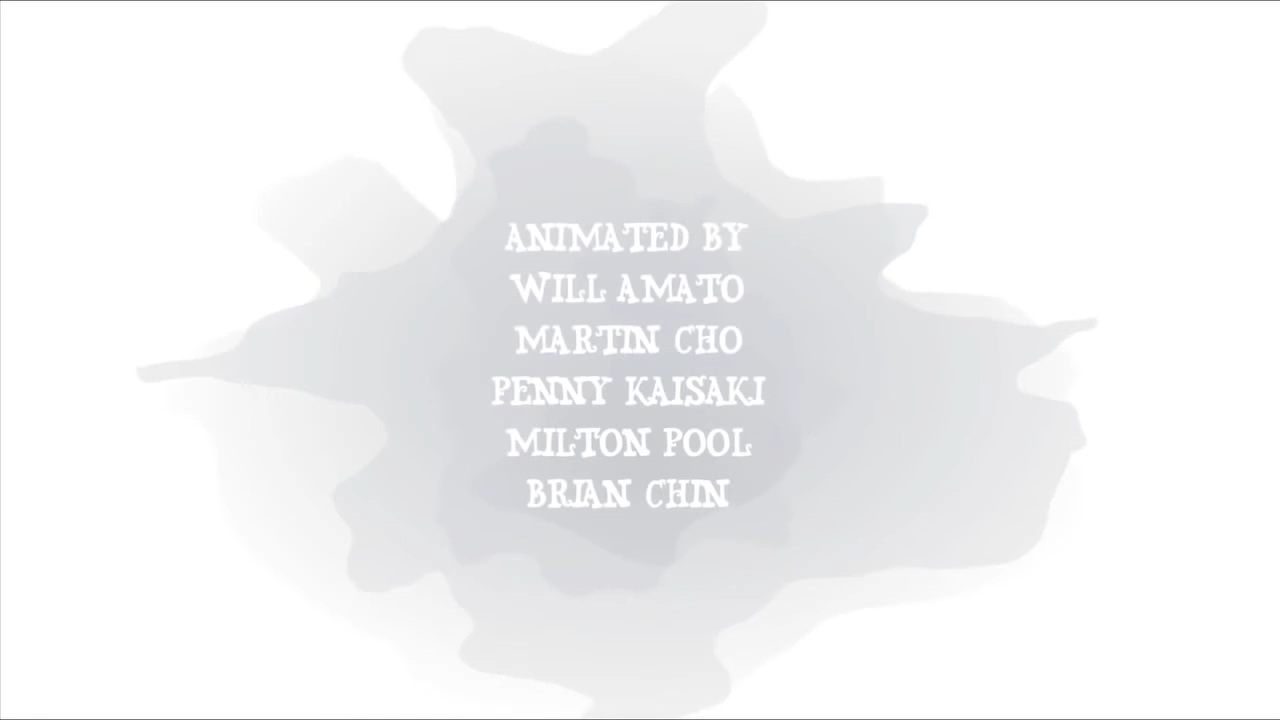 ANIMATED BY
WILL AMATO
MARTIN CHO
PENNY KAISAKI
MILTON POOL
BRIAN CHIN